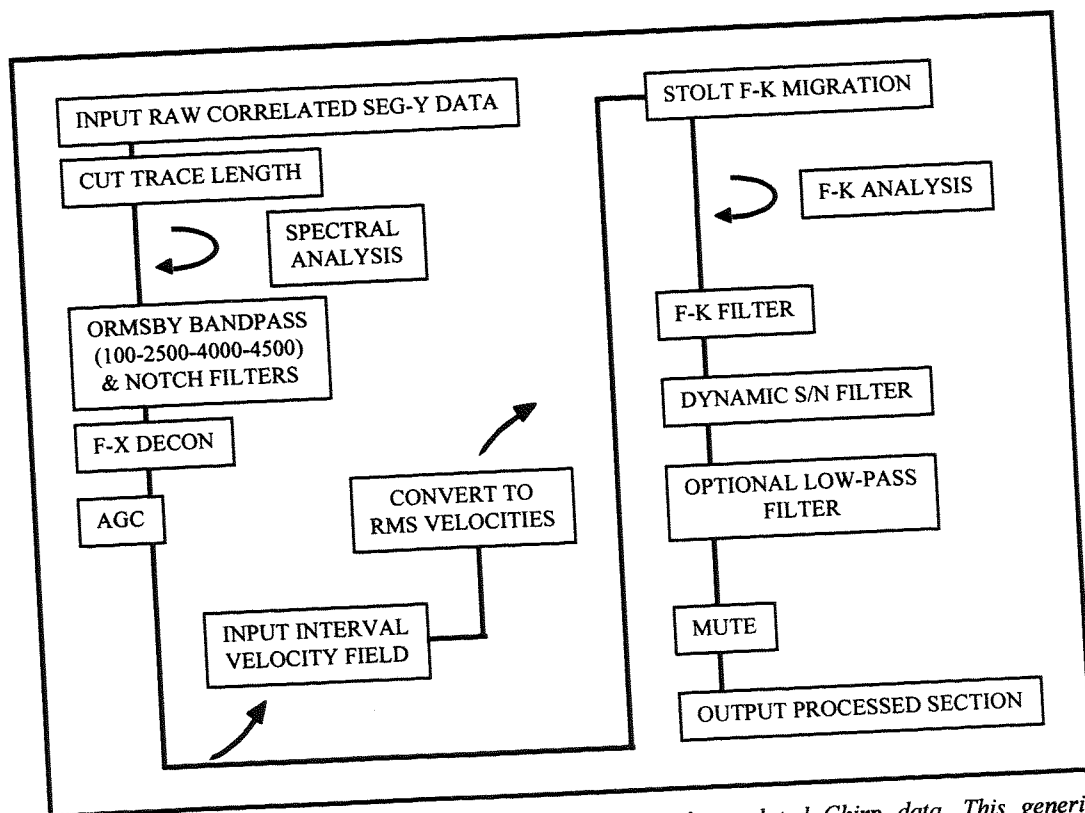 INPUT RAW CORRELATED SEG-Y DATA
CUT TRACE LENGTH
SPECTRAL
ANALYSIS
ORMSBY BANDPASS
(100-2500-4000-4500)
& NOTCH FILTERS
F-X DECON
AGC
INPUT INTERVAL
VELOCITY FIELD
CONVERT TO
RMS VELOCITIES
STOLT F-K MIGRATION
F-K ANALYSIS
F-K FILTER
DYNAMIC S/N FILTER
OPTIONAL LOW-PASS
FILTER
MUTE
OUTPUT PROCESSED SECTION
Chirp data. This generi